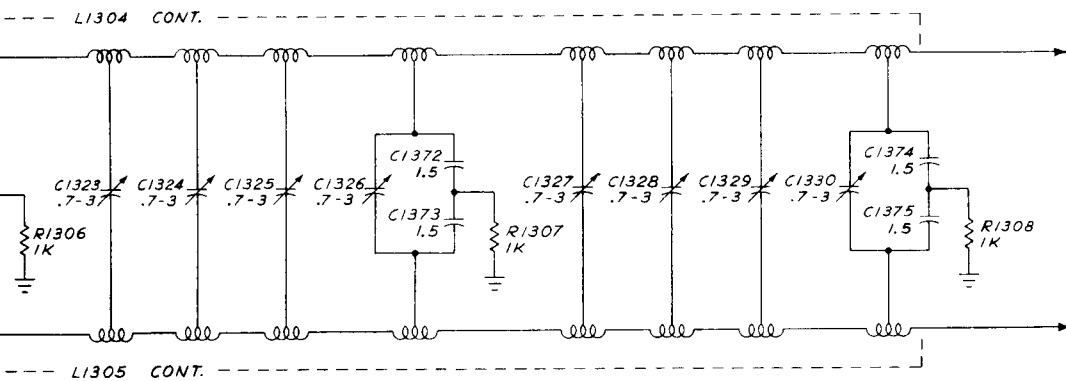 L1304 CONT.
C1372
1.5
C1374
1.5
C1323
.7-3
C1324
.7-3
C1325
.7-3
C1326
.7-3
C1327
.7-3
C1328
.7-3
C1329
.7-3
C1330
.7-3
C1373
1.5
C1375
1.5
R1306
1K
R1307
1K
R1308
1K
L1305 CONT.